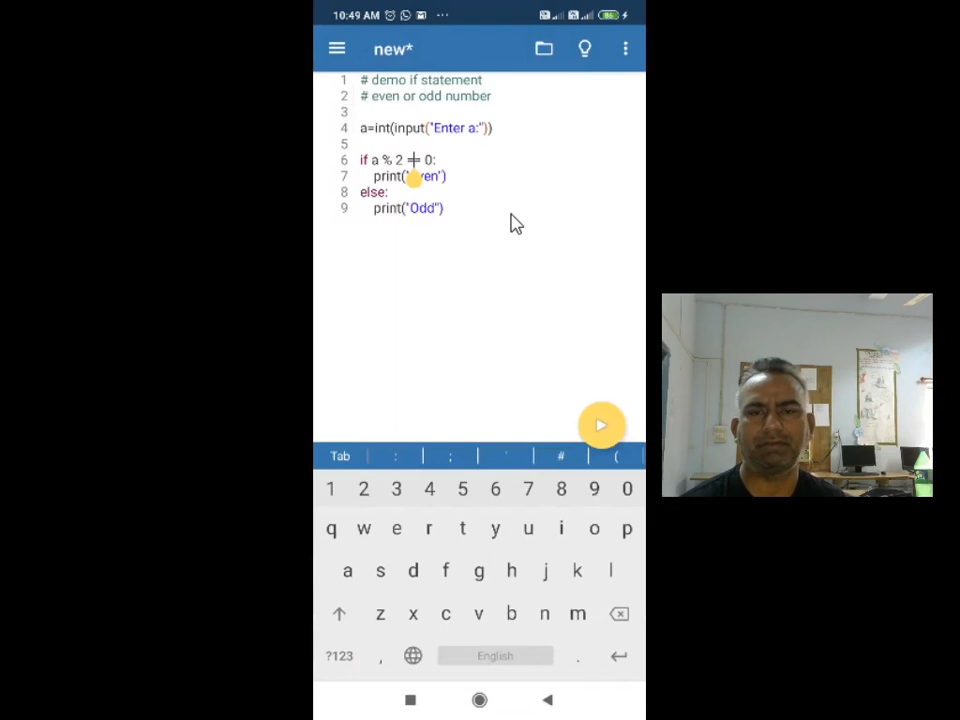 10:49 AM ... 86
new*
1 # demo if statement
2 # even or odd number
3
4 a=int(input("Enter a:"))
5
6 if a % 2 == 0:
7 print("Even")
8 else:
9 print("Odd")
Tab : ; ' # (
1 2 3 4 5 6 7 8 9 0
q w e r t y u i o p
a s d f g h j k l
z x c v b n m
?123 , English .